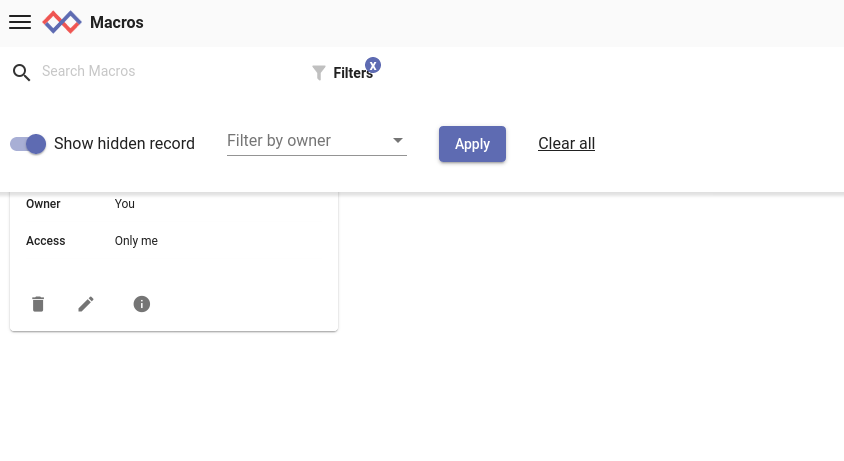 Macros
Search Macros
Filters
X
Show hidden record
Filter by owner
Apply
Clear all
Owner You
Access Only me